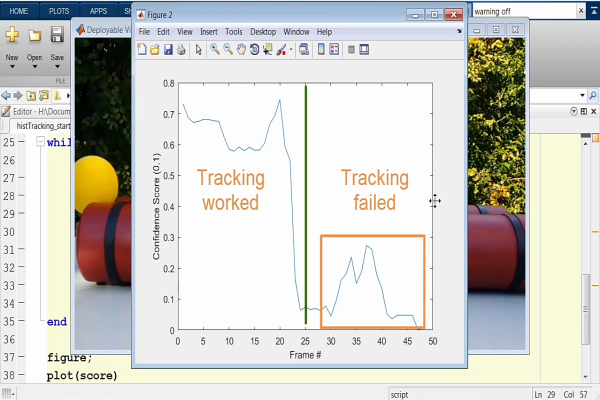 HOME
PLOTS
APPS
warning off
Deployable Vi
Figure 2
File Edit View Insert Tools Desktop Window Help
New
Open
Save
FILE
Editor - H:\Docum
histTracking_start
25 whil
26
27
28
29
30
31
32
33
34
35 end
36
37 figure;
38 plot(score)
Confidence Score (0,1)
0.8
0.7
0.6
0.5
0.4
0.3
0.2
0.1
0
Tracking
worked
Tracking
failed
0 5 10 15 20 25 30 35 40 45 50
Frame #
script
Ln 29 Col 57